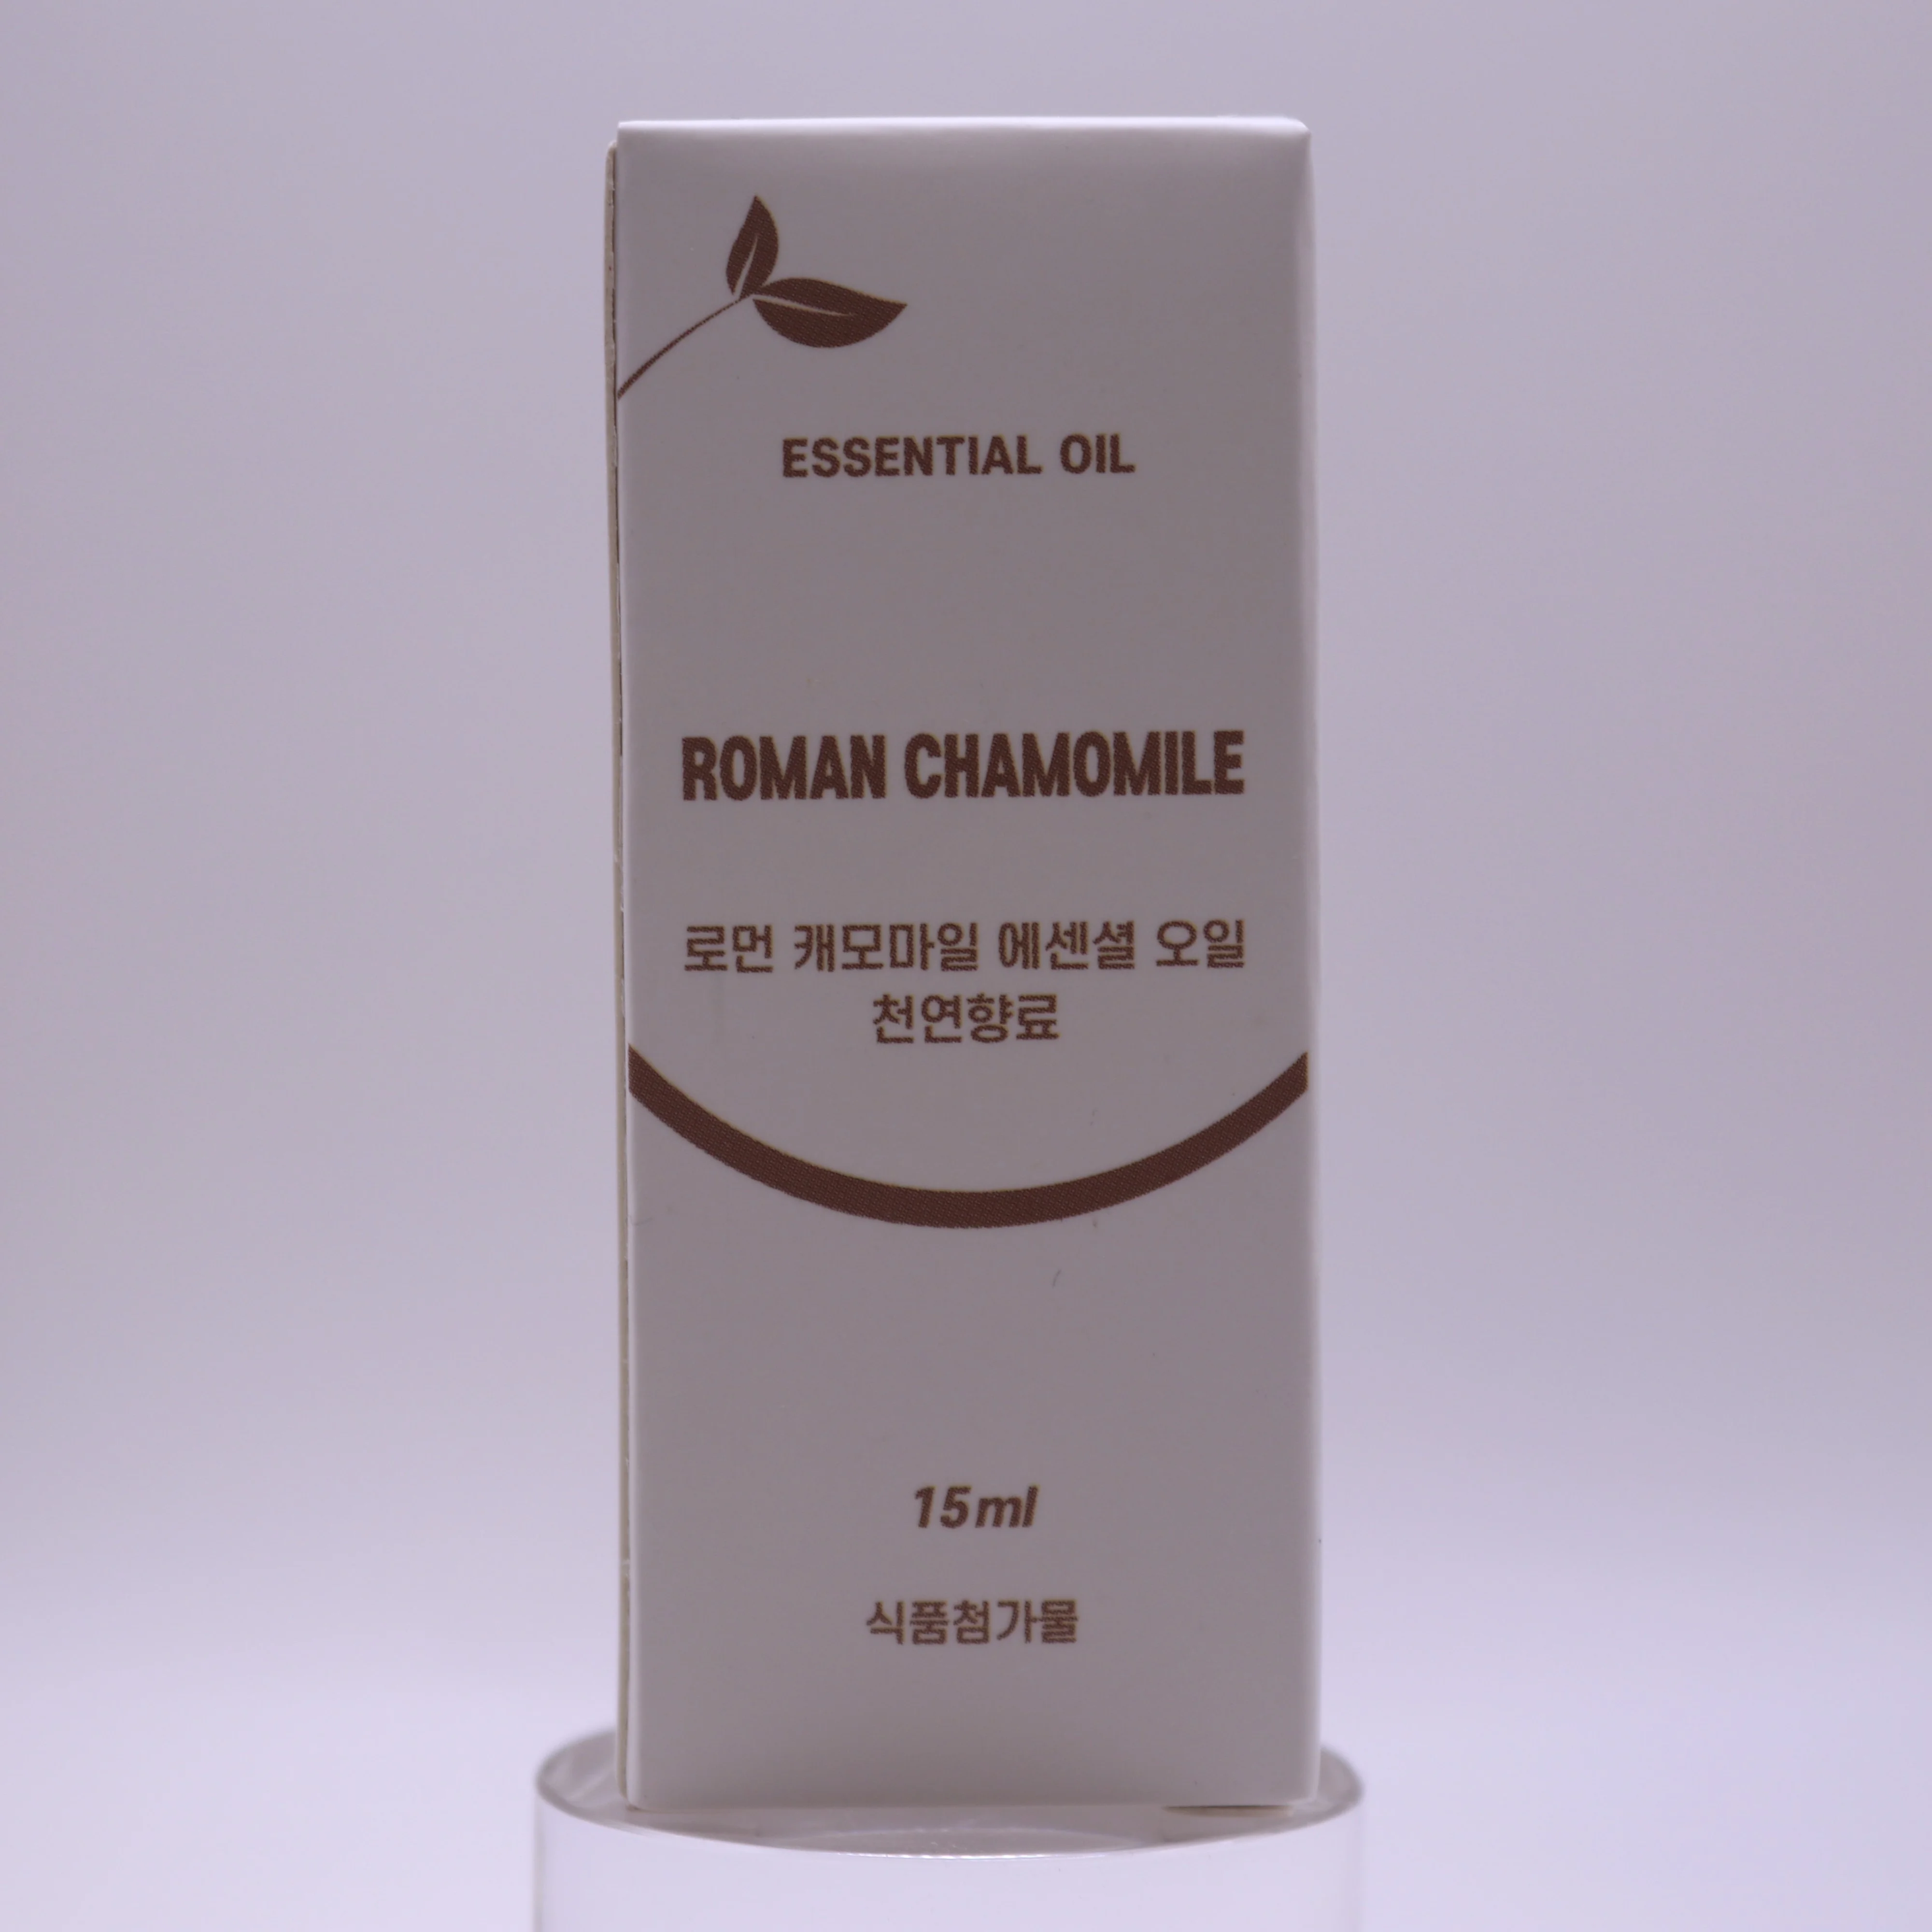 ESSENTIAL OIL
ROMAN CHAMOMILE
로먼 캐모마일 에센셜 오일
천연향료
15ml
식품첨가물